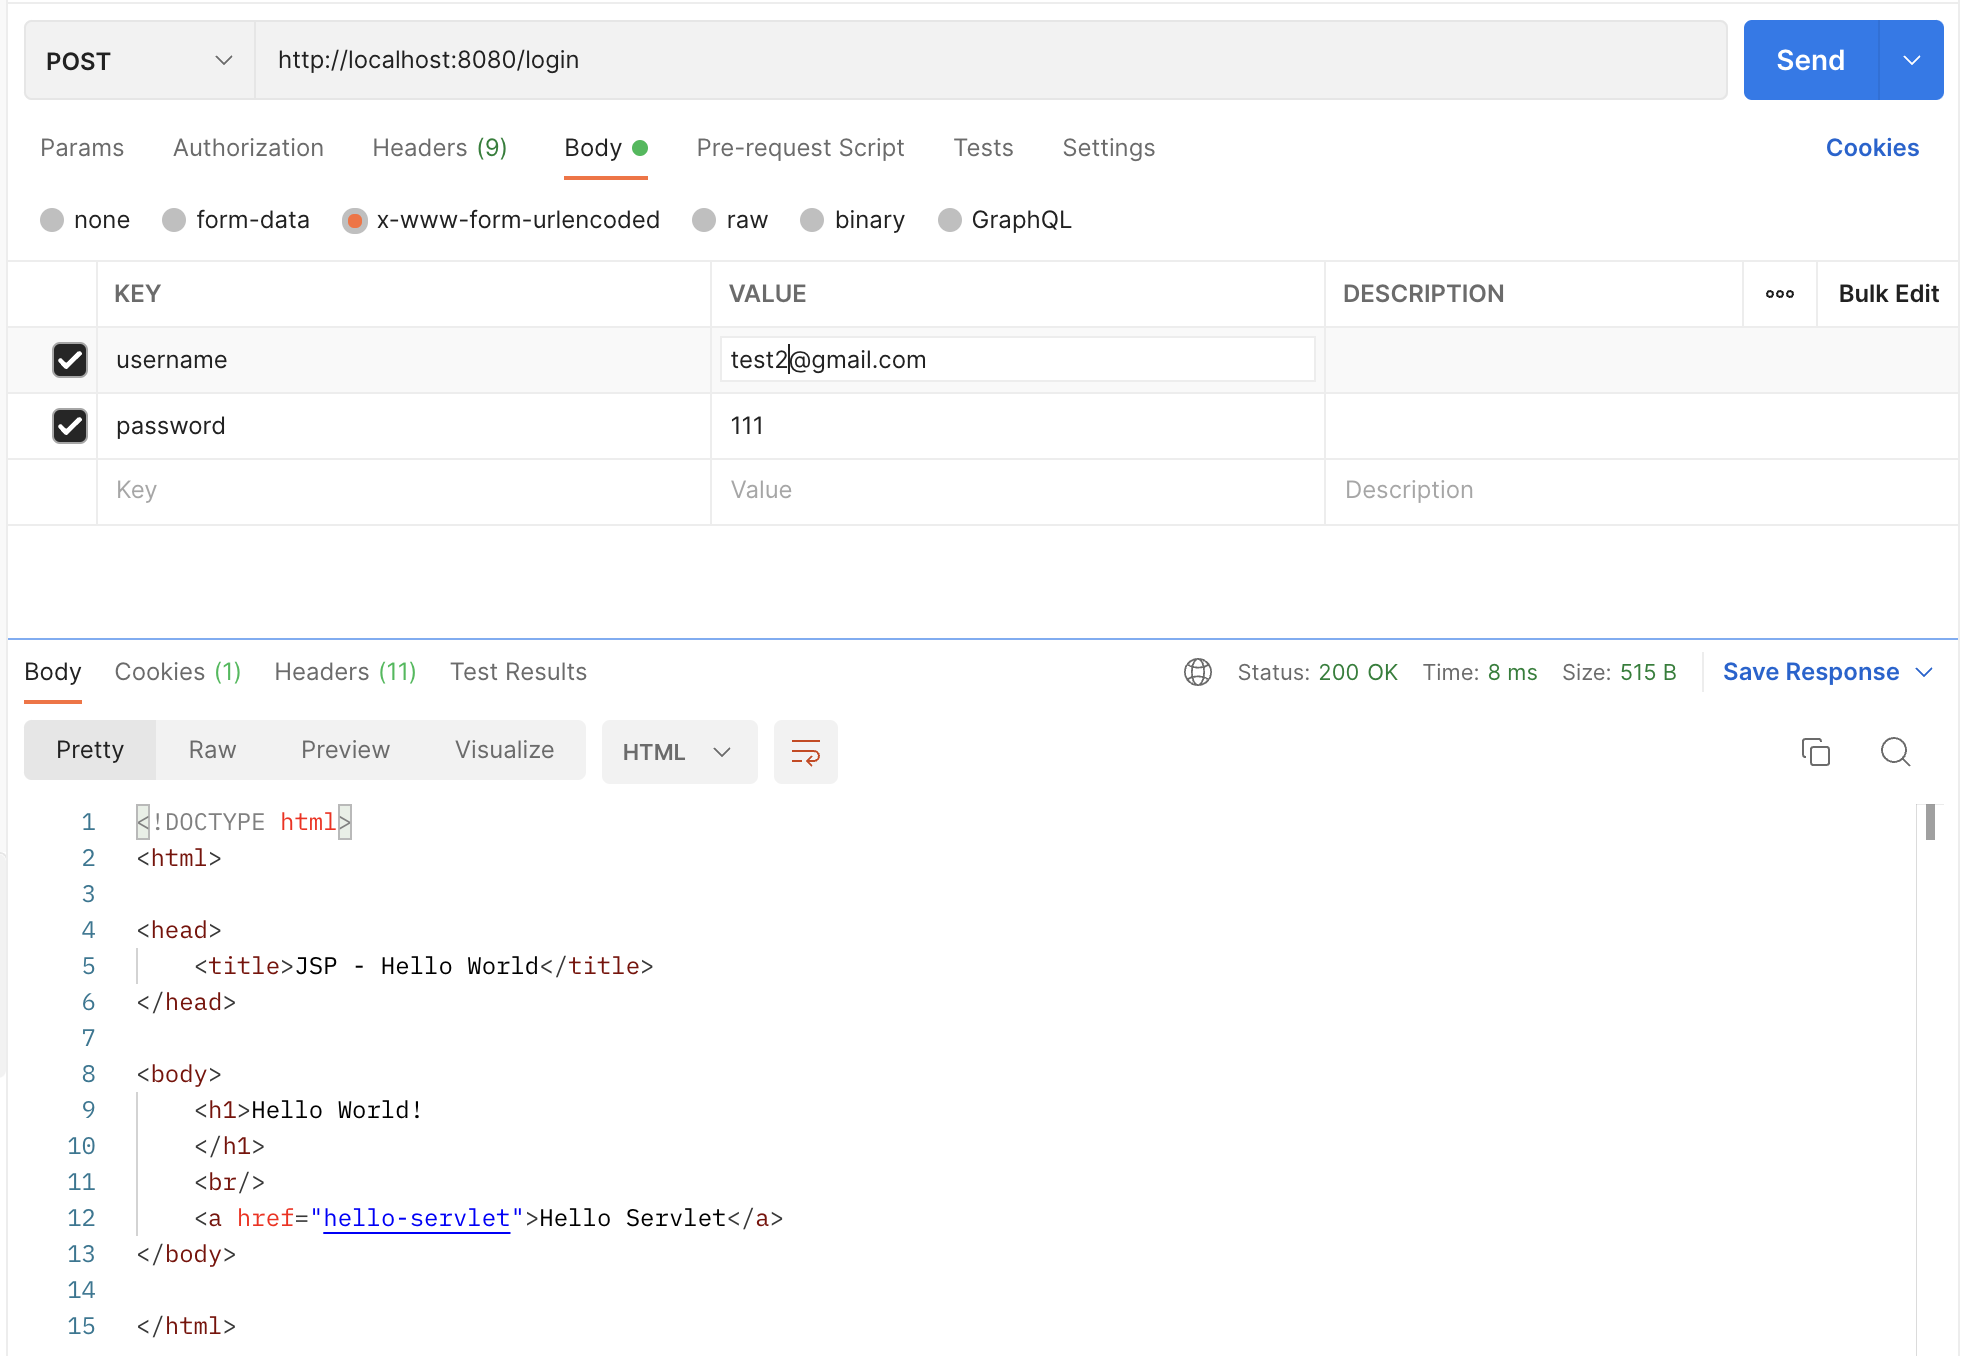 POST http://localhost:8080/login Send
Params Authorization Headers (9) Body Pre-request Script Tests Settings Cookies
none form-data x-www-form-urlencoded raw binary GraphQL
KEY VALUE DESCRIPTION ooo Bulk Edit
username test2@gmail.com
password 111
Key Value Description
Body Cookies (1) Headers (11) Test Results Status: 200 OK Time: 8 ms Size: 515 B Save Response
Pretty Raw Preview Visualize HTML
1 <!DOCTYPE html>
2 <html>
3
4 <head>
5 <title>JSP - Hello World</title>
6 </head>
7
8 <body>
9 <h1>Hello World!
10 </h1>
11 <br/>
12 <a href="hello-servlet">Hello Servlet</a>
13 </body>
14
15 </html>